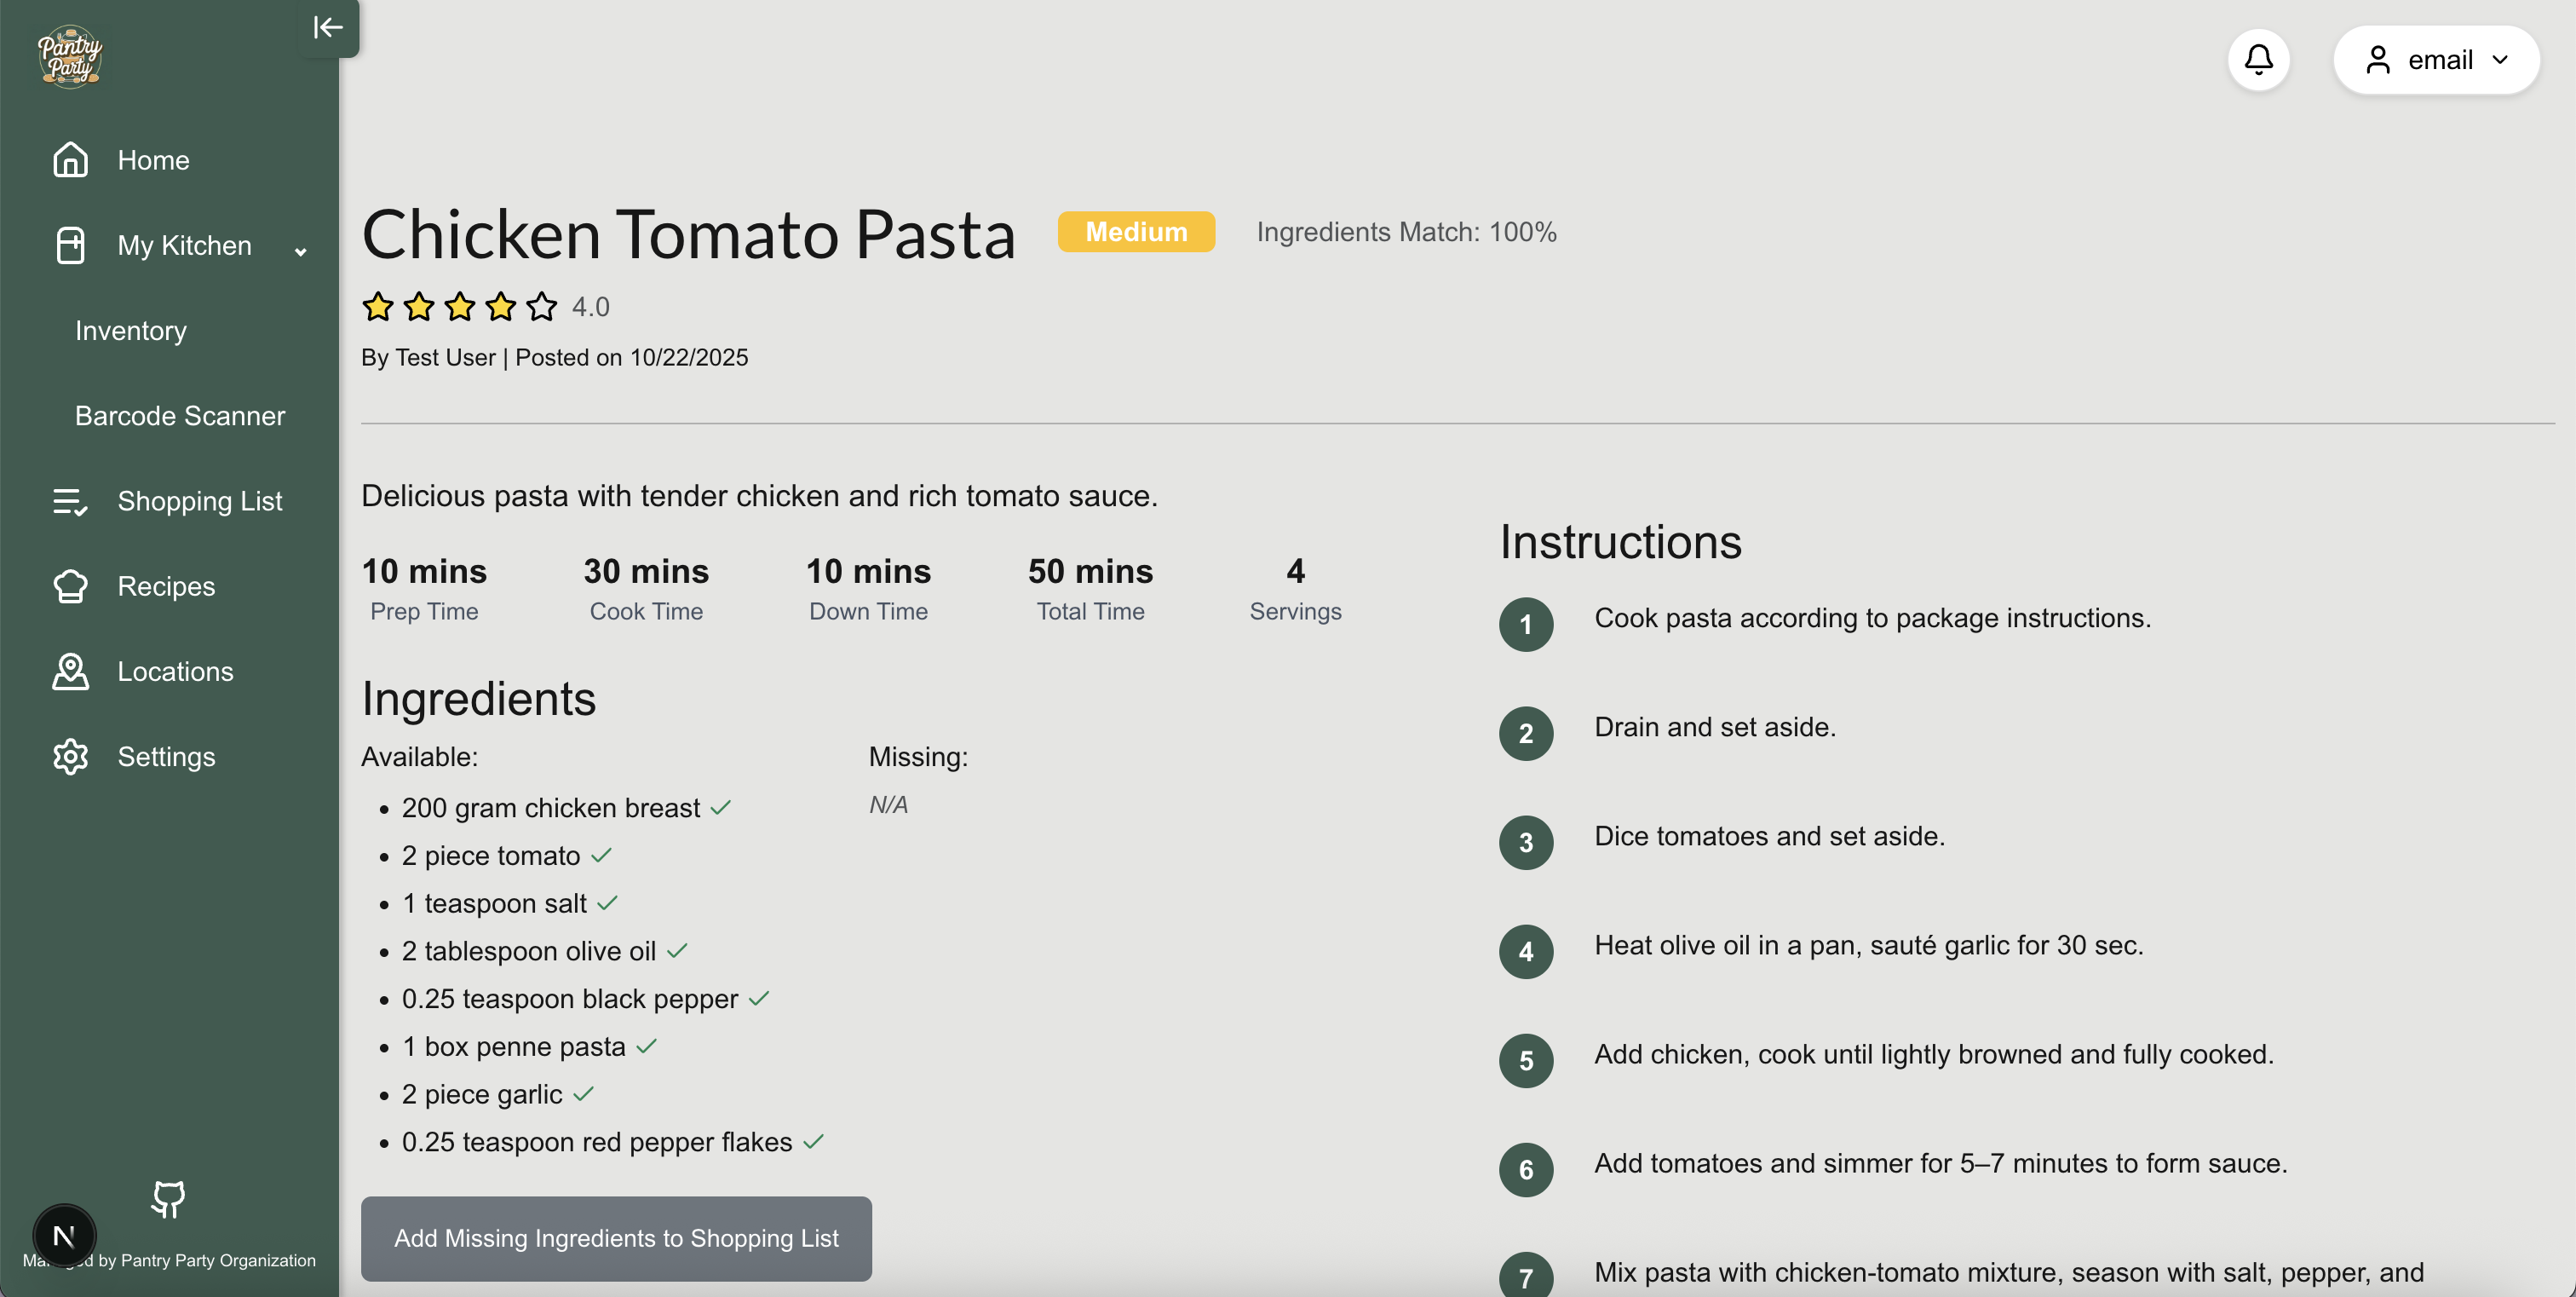 Pantry
Party
Home
My Kitchen
Inventory
Barcode Scanner
Shopping List
Recipes
Locations
Settings
N
by Pantry Party Organization
email
Chicken Tomato Pasta
Medium
Ingredients Match: 100%
4.0
By Test User | Posted on 10/22/2025
Delicious pasta with tender chicken and rich tomato sauce.
10 mins
Prep Time
30 mins
Cook Time
10 mins
Down Time
50 mins
Total Time
4
Servings
Ingredients
Available:
• 200 gram chicken breast ✓
• 2 piece tomato ✓
• 1 teaspoon salt ✓
• 2 tablespoon olive oil ✓
• 0.25 teaspoon black pepper ✓
• 1 box penne pasta ✓
• 2 piece garlic ✓
• 0.25 teaspoon red pepper flakes ✓
Missing:
N/A
Add Missing Ingredients to Shopping List
Instructions
1 Cook pasta according to package instructions.
2 Drain and set aside.
3 Dice tomatoes and set aside.
4 Heat olive oil in a pan, sauté garlic for 30 sec.
5 Add chicken, cook until lightly browned and fully cooked.
6 Add tomatoes and simmer for 5–7 minutes to form sauce.
7 Mix pasta with chicken-tomato mixture, season with salt, pepper, and